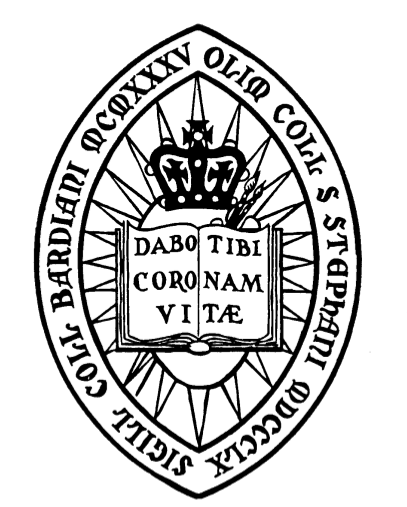 SIGILL COLL BARDIANI MCMXXXV OLIM COLL S STEPHANI MDCCCLX
DABO TIBI
CORONAM
VITÆ